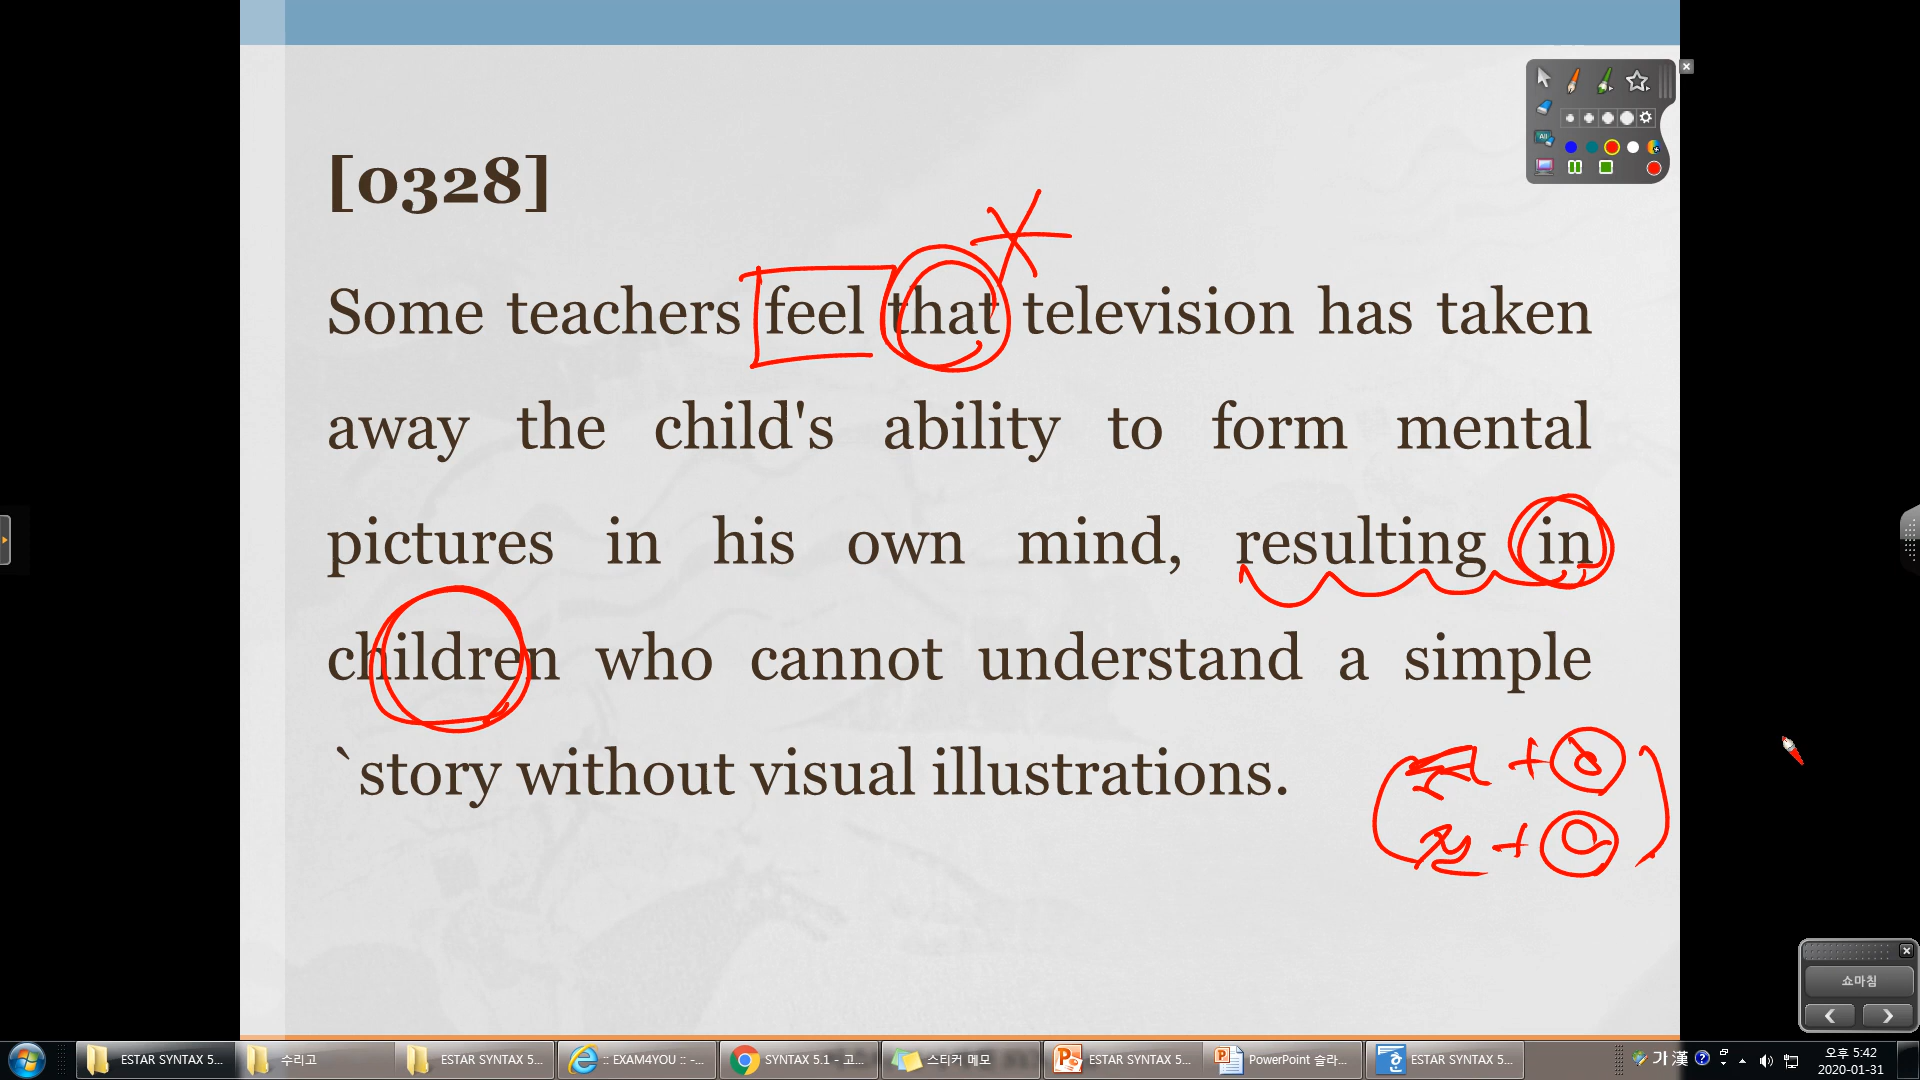 [0328]
Some teachers feel that television has taken
away the child's ability to form mental
pictures in his own mind, resulting in
children who cannot understand a simple
`story without visual illustrations.
All
쇼마침
ESTAR SYNTAX 5...
수리고
ESTAR SYNTAX 5...
:: EXAM4YOU :: -...
SYNTAX 5.1 - 고...
스티커 메모
ESTAR SYNTAX 5...
PowerPoint 슬라...
ESTAR SYNTAX 5...
가 漢
오후 5:42
2020-01-31